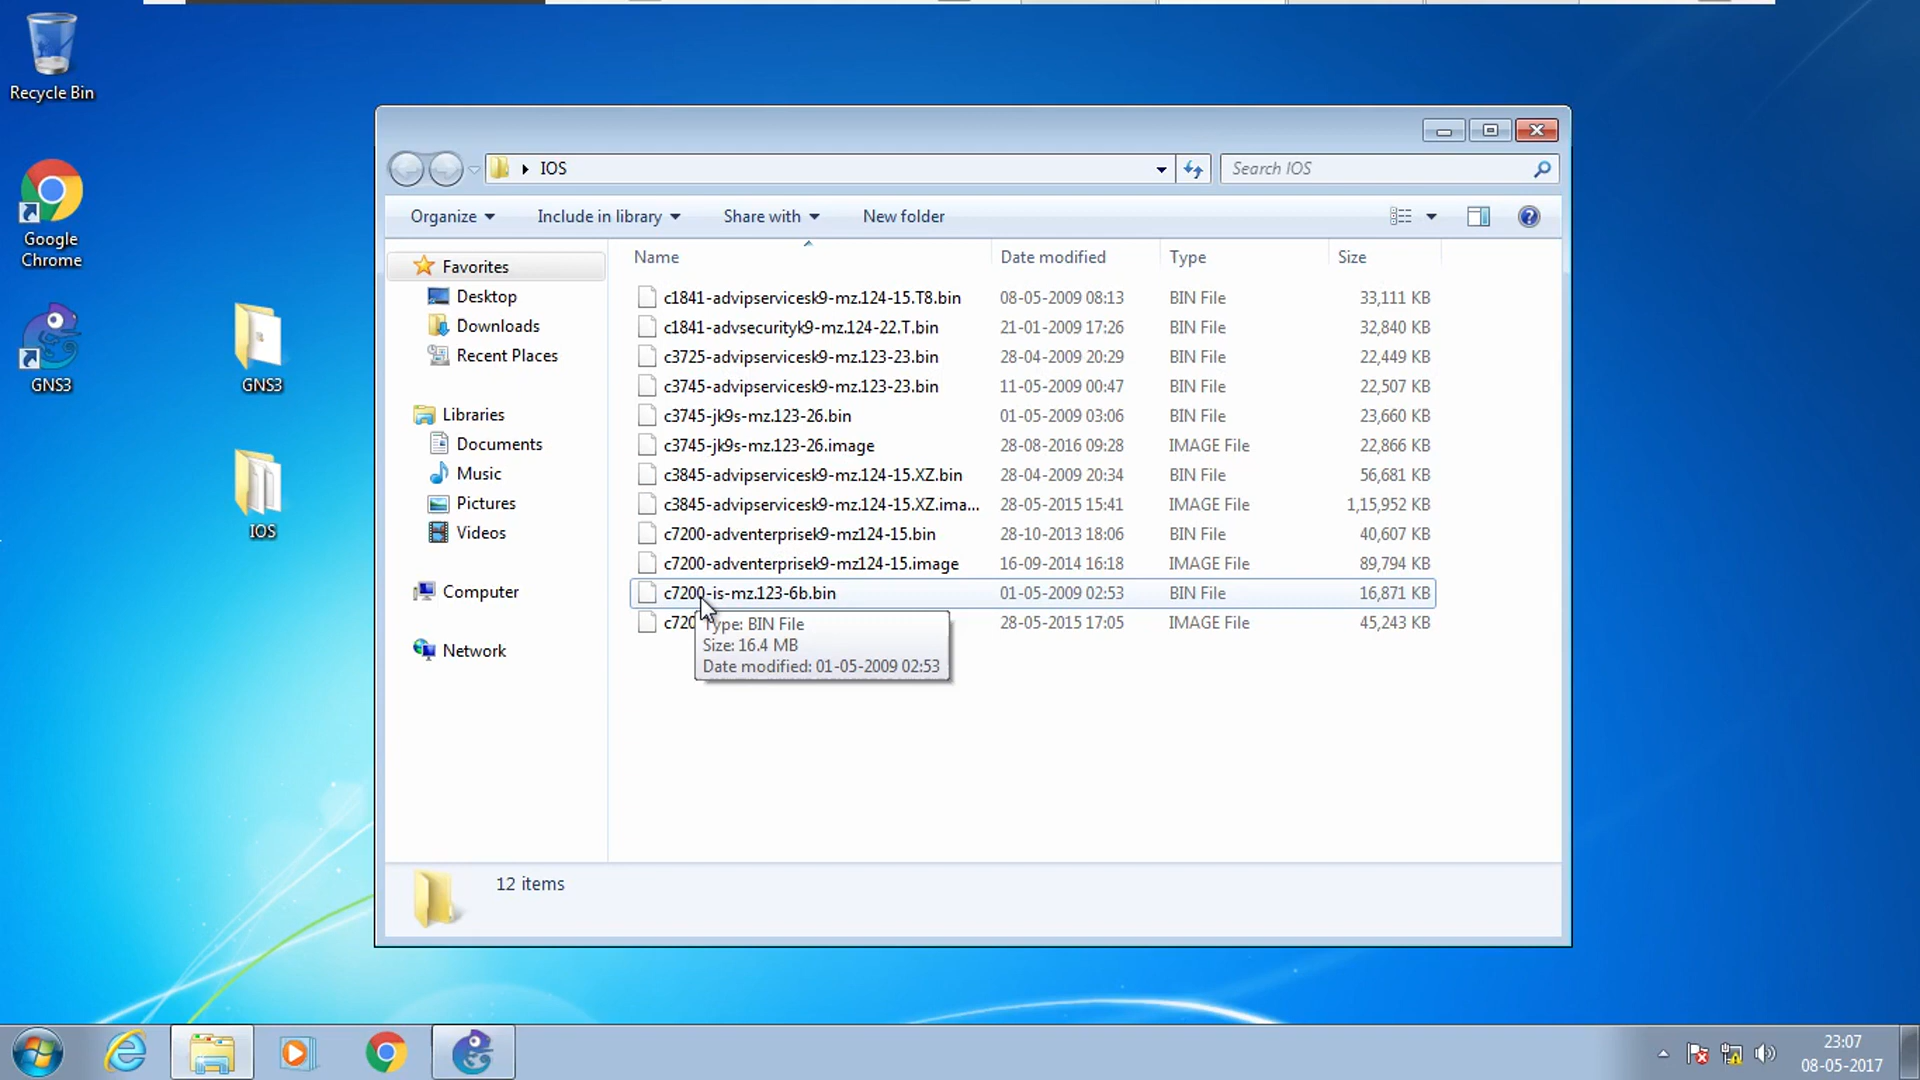 Recycle Bin
Google
Chrome
GNS3
GNS3
IOS
IOS
Search IOS
Organize
Include in library
Share with
New folder
Favorites
Desktop
Downloads
Recent Places
Libraries
Documents
Music
Pictures
Videos
Computer
Network
Name Date modified Type Size
c1841-advipservicesk9-mz.124-15.T8.bin 08-05-2009 08:13 BIN File 33,111 KB
c1841-advsecurityk9-mz.124-22.T.bin 21-01-2009 17:26 BIN File 32,840 KB
c3725-advipservicesk9-mz.123-23.bin 28-04-2009 20:29 BIN File 22,449 KB
c3745-advipservicesk9-mz.123-23.bin 11-05-2009 00:47 BIN File 22,507 KB
c3745-jk9s-mz.123-26.bin 01-05-2009 03:06 BIN File 23,660 KB
c3745-jk9s-mz.123-26.image 28-08-2016 09:28 IMAGE File 22,866 KB
c3845-advipservicesk9-mz.124-15.XZ.bin 28-04-2009 20:34 BIN File 56,681 KB
c3845-advipservicesk9-mz.124-15.XZ.ima... 28-05-2015 15:41 IMAGE File 1,15,952 KB
c7200-adventerprisek9-mz124-15.bin 28-10-2013 18:06 BIN File 40,607 KB
c7200-adventerprisek9-mz124-15.image 16-09-2014 16:18 IMAGE File 89,794 KB
c7200-is-mz.123-6b.bin 01-05-2009 02:53 BIN File 16,871 KB
c720 28-05-2015 17:05 IMAGE File 45,243 KB
Type: BIN File
Size: 16.4 MB
Date modified: 01-05-2009 02:53
12 items
23:07
08-05-2017